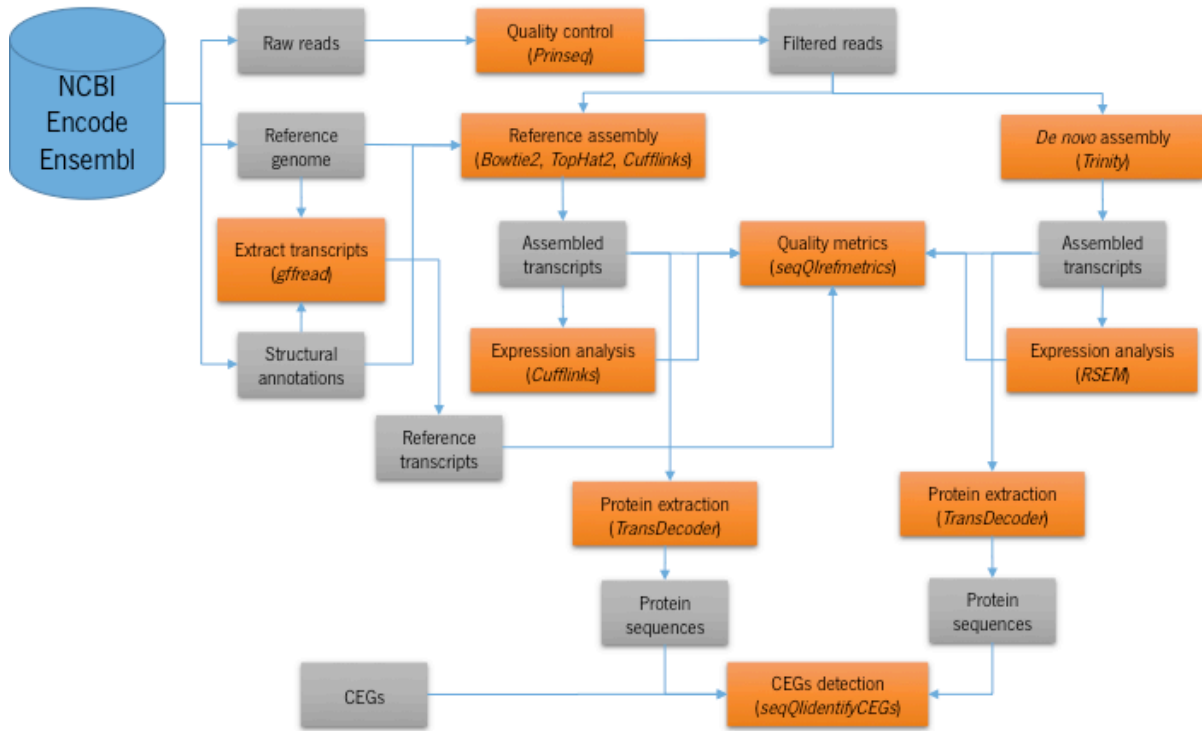 NCBI
Encode
Ensembl
Raw reads
Quality control
(Prinseq)
Filtered reads
Reference
genome
Reference assembly
(Bowtie2, TopHat2, Cufflinks)
De novo assembly
(Trinity)
Extract transcripts
(gffread)
Assembled
transcripts
Quality metrics
(seqQIrefmetrics)
Assembled
transcripts
Structural
annotations
Expression analysis
(Cufflinks)
Expression analysis
(RSEM)
Reference
transcripts
Protein extraction
(TransDecoder)
Protein extraction
(TransDecoder)
Protein
sequences
Protein
sequences
CEGs
CEGs detection
(seqQIidentifyCEGs)